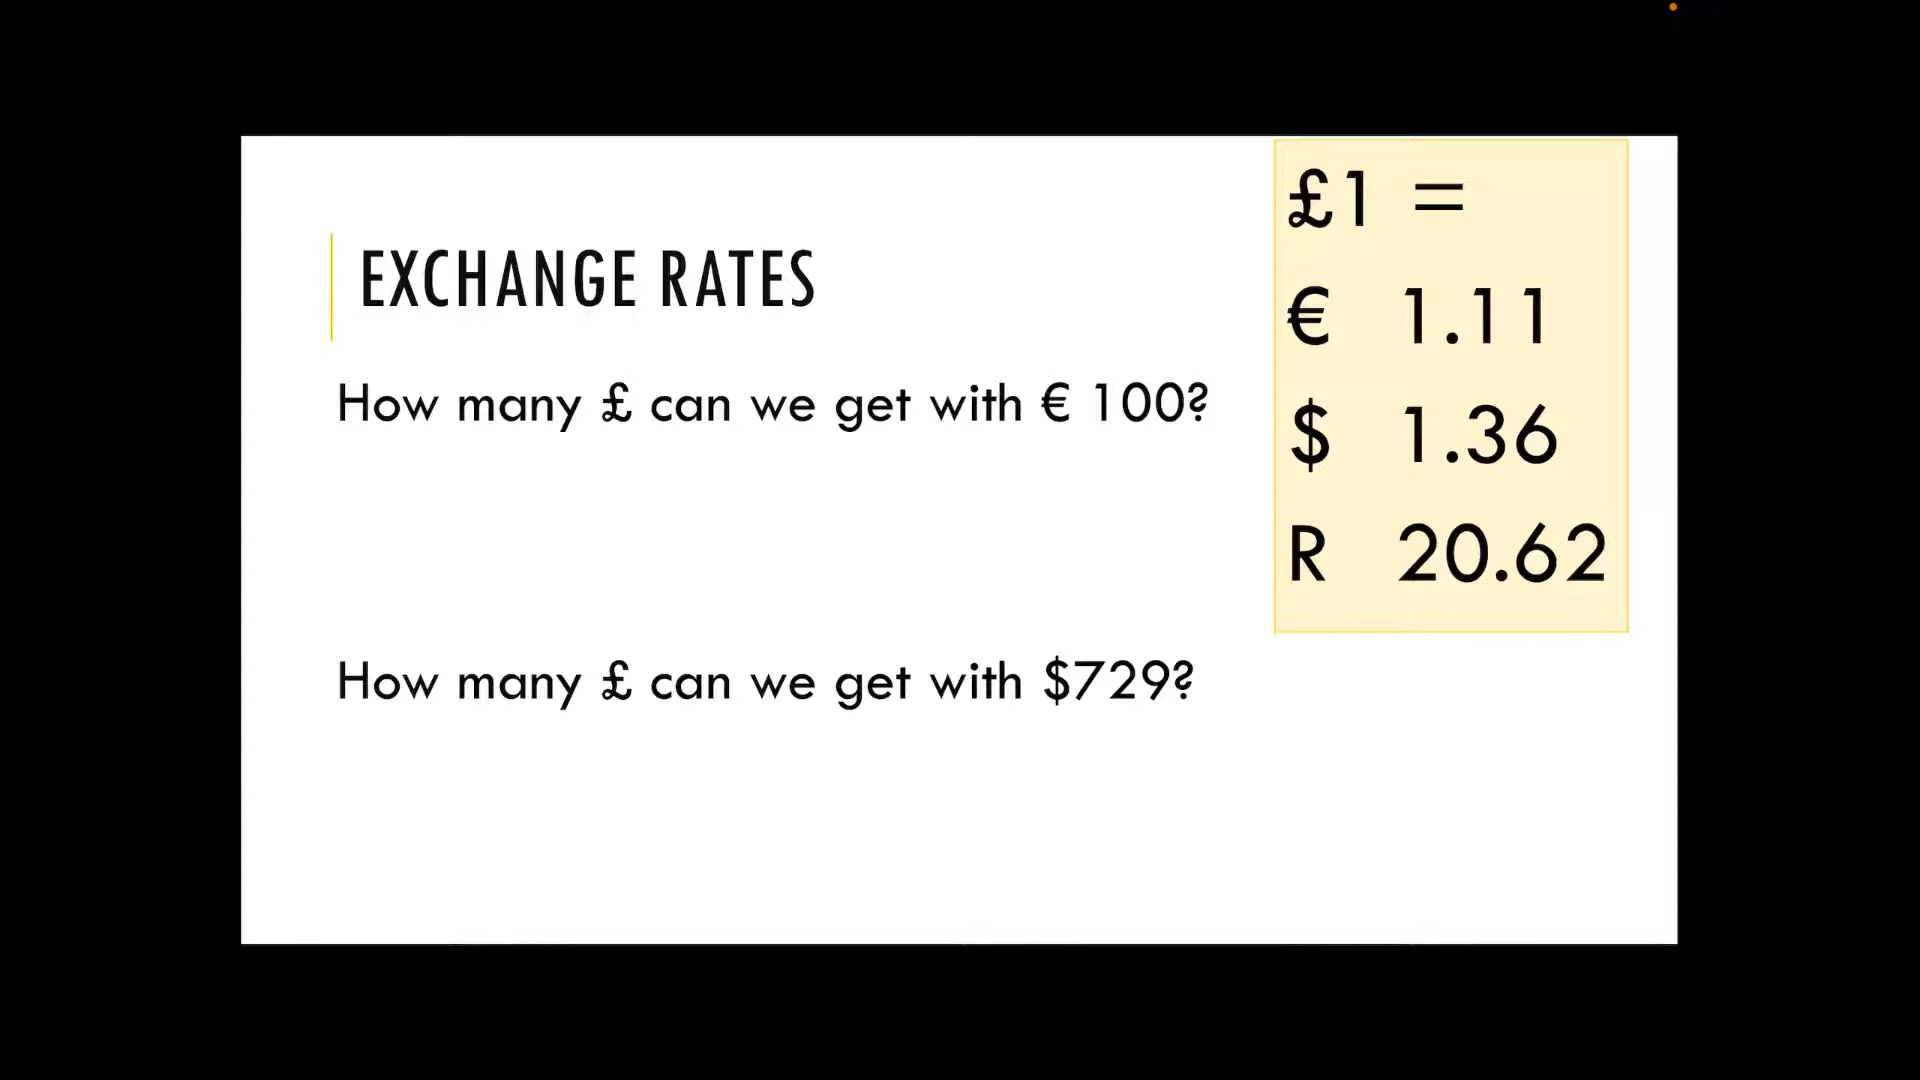 EXCHANGE RATES
How many £ can we get with € 100?
How many £ can we get with $729?
£1 =
€ 1.11
$ 1.36
R 20.62